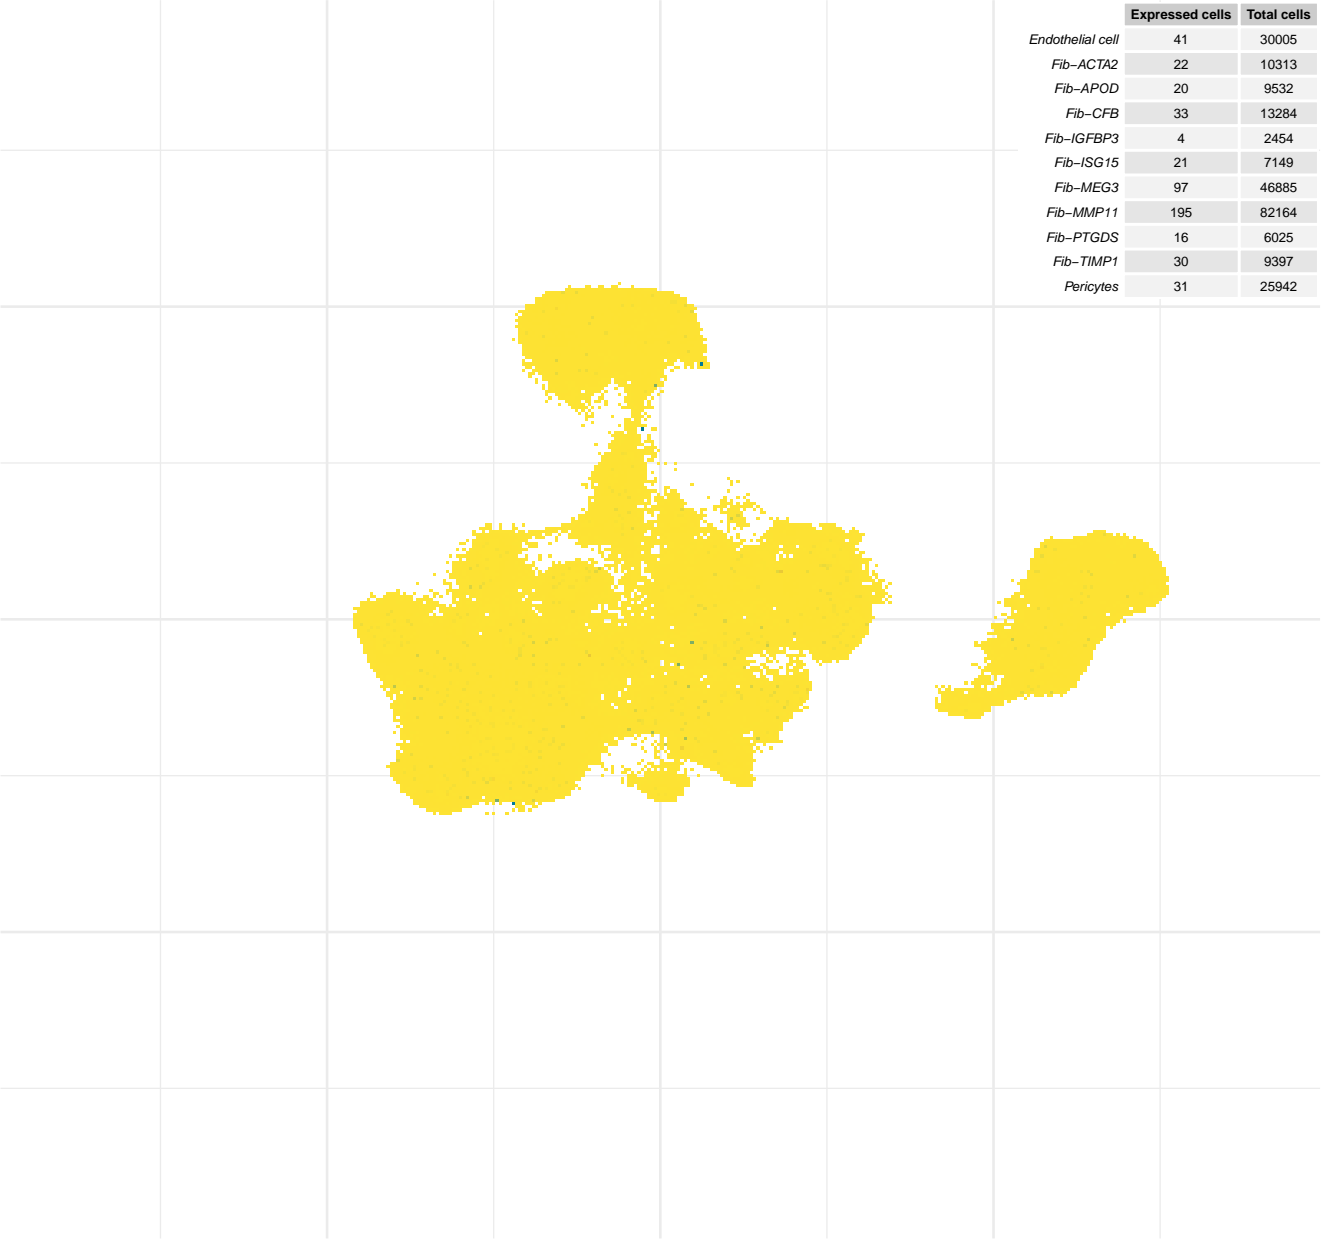 Expressed cells Total cells
Endothelial cell 41 30005
Fib−ACTA2 22 10313
Fib−APOD 20 9532
Fib−CFB 33 13284
Fib−IGFBP3 4 2454
Fib−ISG15 21 7149
Fib−MEG3 97 46885
Fib−MMP11 195 82164
Fib−PTGDS 16 6025
Fib−TIMP1 30 9397
Pericytes 31 25942